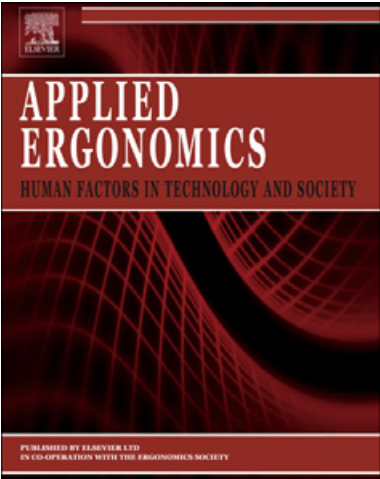 ELSEVIER
APPLIED
ERGONOMICS
HUMAN FACTORS IN TECHNOLOGY AND SOCIETY
PUBLISHED BY ELSEVIER LTD
IN CO-OPERATION WITH THE ERGONOMICS SOCIETY